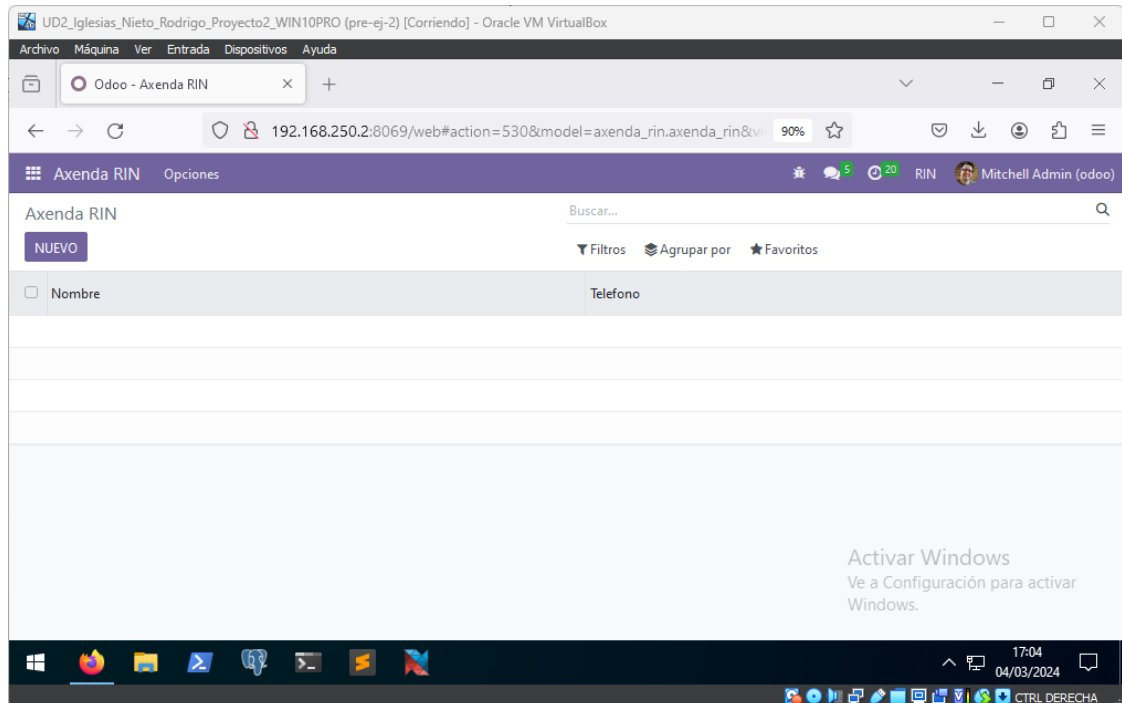 UD2_Iglesias_Nieto_Rodrigo_Proyecto2_WIN10PRO (pre-ej-2) [Corriendo] - Oracle VM VirtualBox
Archivo Máquina Ver Entrada Dispositivos Ayuda
Odoo - Axenda RIN
192.168.250.2:8069/web#action=530&model=axenda_rin.axenda_rin&vi 90%
Axenda RIN Opciones 5 20 RIN Mitchell Admin (odoo)
Axenda RIN Buscar...
NUEVO Filtros Agrupar por Favoritos
Nombre Telefono
Activar Windows
Ve a Configuración para activar
Windows.
17:04
04/03/2024
CTRL DERECHA